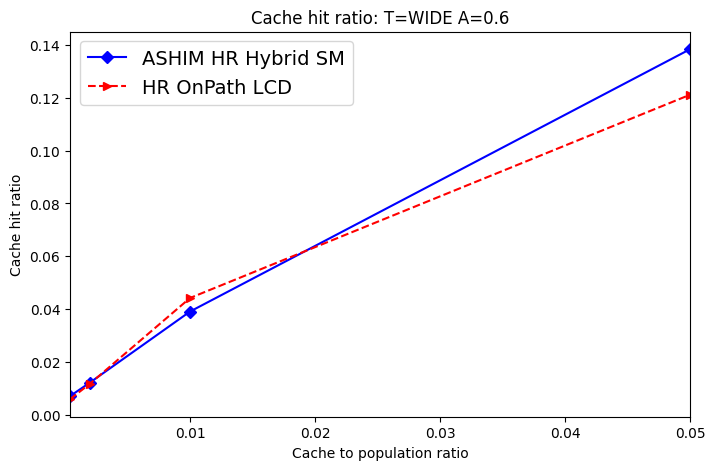 Cache hit ratio: T=WIDE A=0.6
ASHIM HR Hybrid SM
HR OnPath LCD
Cache hit ratio
0.14
0.12
0.10
0.08
0.06
0.04
0.02
0.00
0.01 0.02 0.03 0.04 0.05
Cache to population ratio